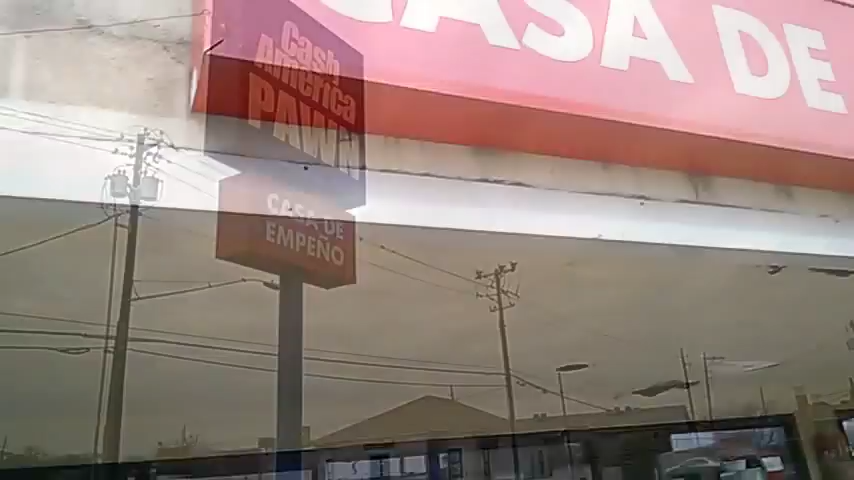 CASA DE
Cash
America
PAWN
CASA DE
EMPEÑO